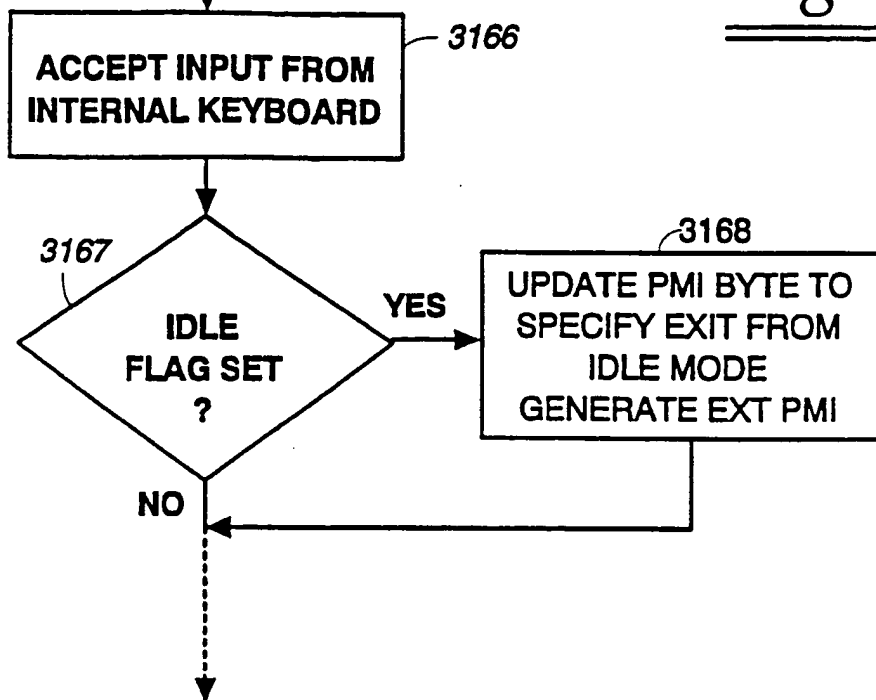 3166
ACCEPT INPUT FROM
INTERNAL KEYBOARD
3167
IDLE
FLAG SET
?
YES
3168
UPDATE PMI BYTE TO
SPECIFY EXIT FROM
IDLE MODE
GENERATE EXT PMI
NO